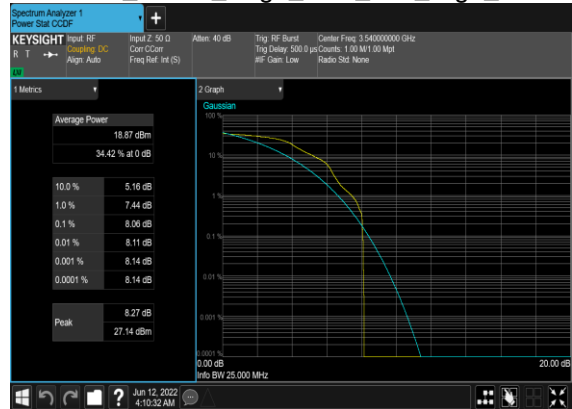 Spectrum Analyzer 1
Power Stat CCDF
+
KEYSIGHT
R T
Input: RF
Coupling: DC
Align: Auto
Input Z: 50 Ω
Corr CCorr
Freq Ref: Int (S)
Atten: 40 dB
Trig: RF Burst
Trig Delay: 500.0 µs
#IF Gain: Low
Center Freq: 3.540000000 GHz
Counts: 1.00 M/1.00 Mpt
Radio Std: None
1 Metrics
Average Power
18.87 dBm
34.42 % at 0 dB
10.0 % 5.16 dB
1.0 % 7.44 dB
0.1 % 8.06 dB
0.01 % 8.11 dB
0.001 % 8.14 dB
0.0001 % 8.14 dB
Peak 8.27 dB
27.14 dBm
2 Graph
Gaussian
100 %
10 %
1 %
0.1 %
0.01 %
0.001 %
0.0001 %
0.00 dB
20.00 dB
Info BW 25.000 MHz
?
Jun 12, 2022
4:10:32 AM